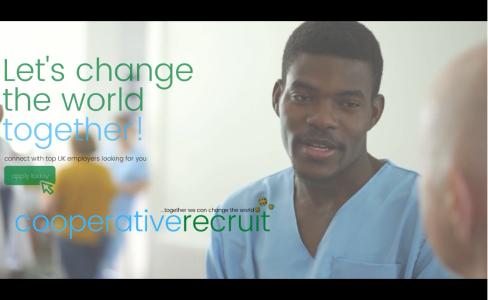 Let's change
the world
together!
connect with top UK employers looking for you
apply today
...together we can change the world
cooperativerecruit